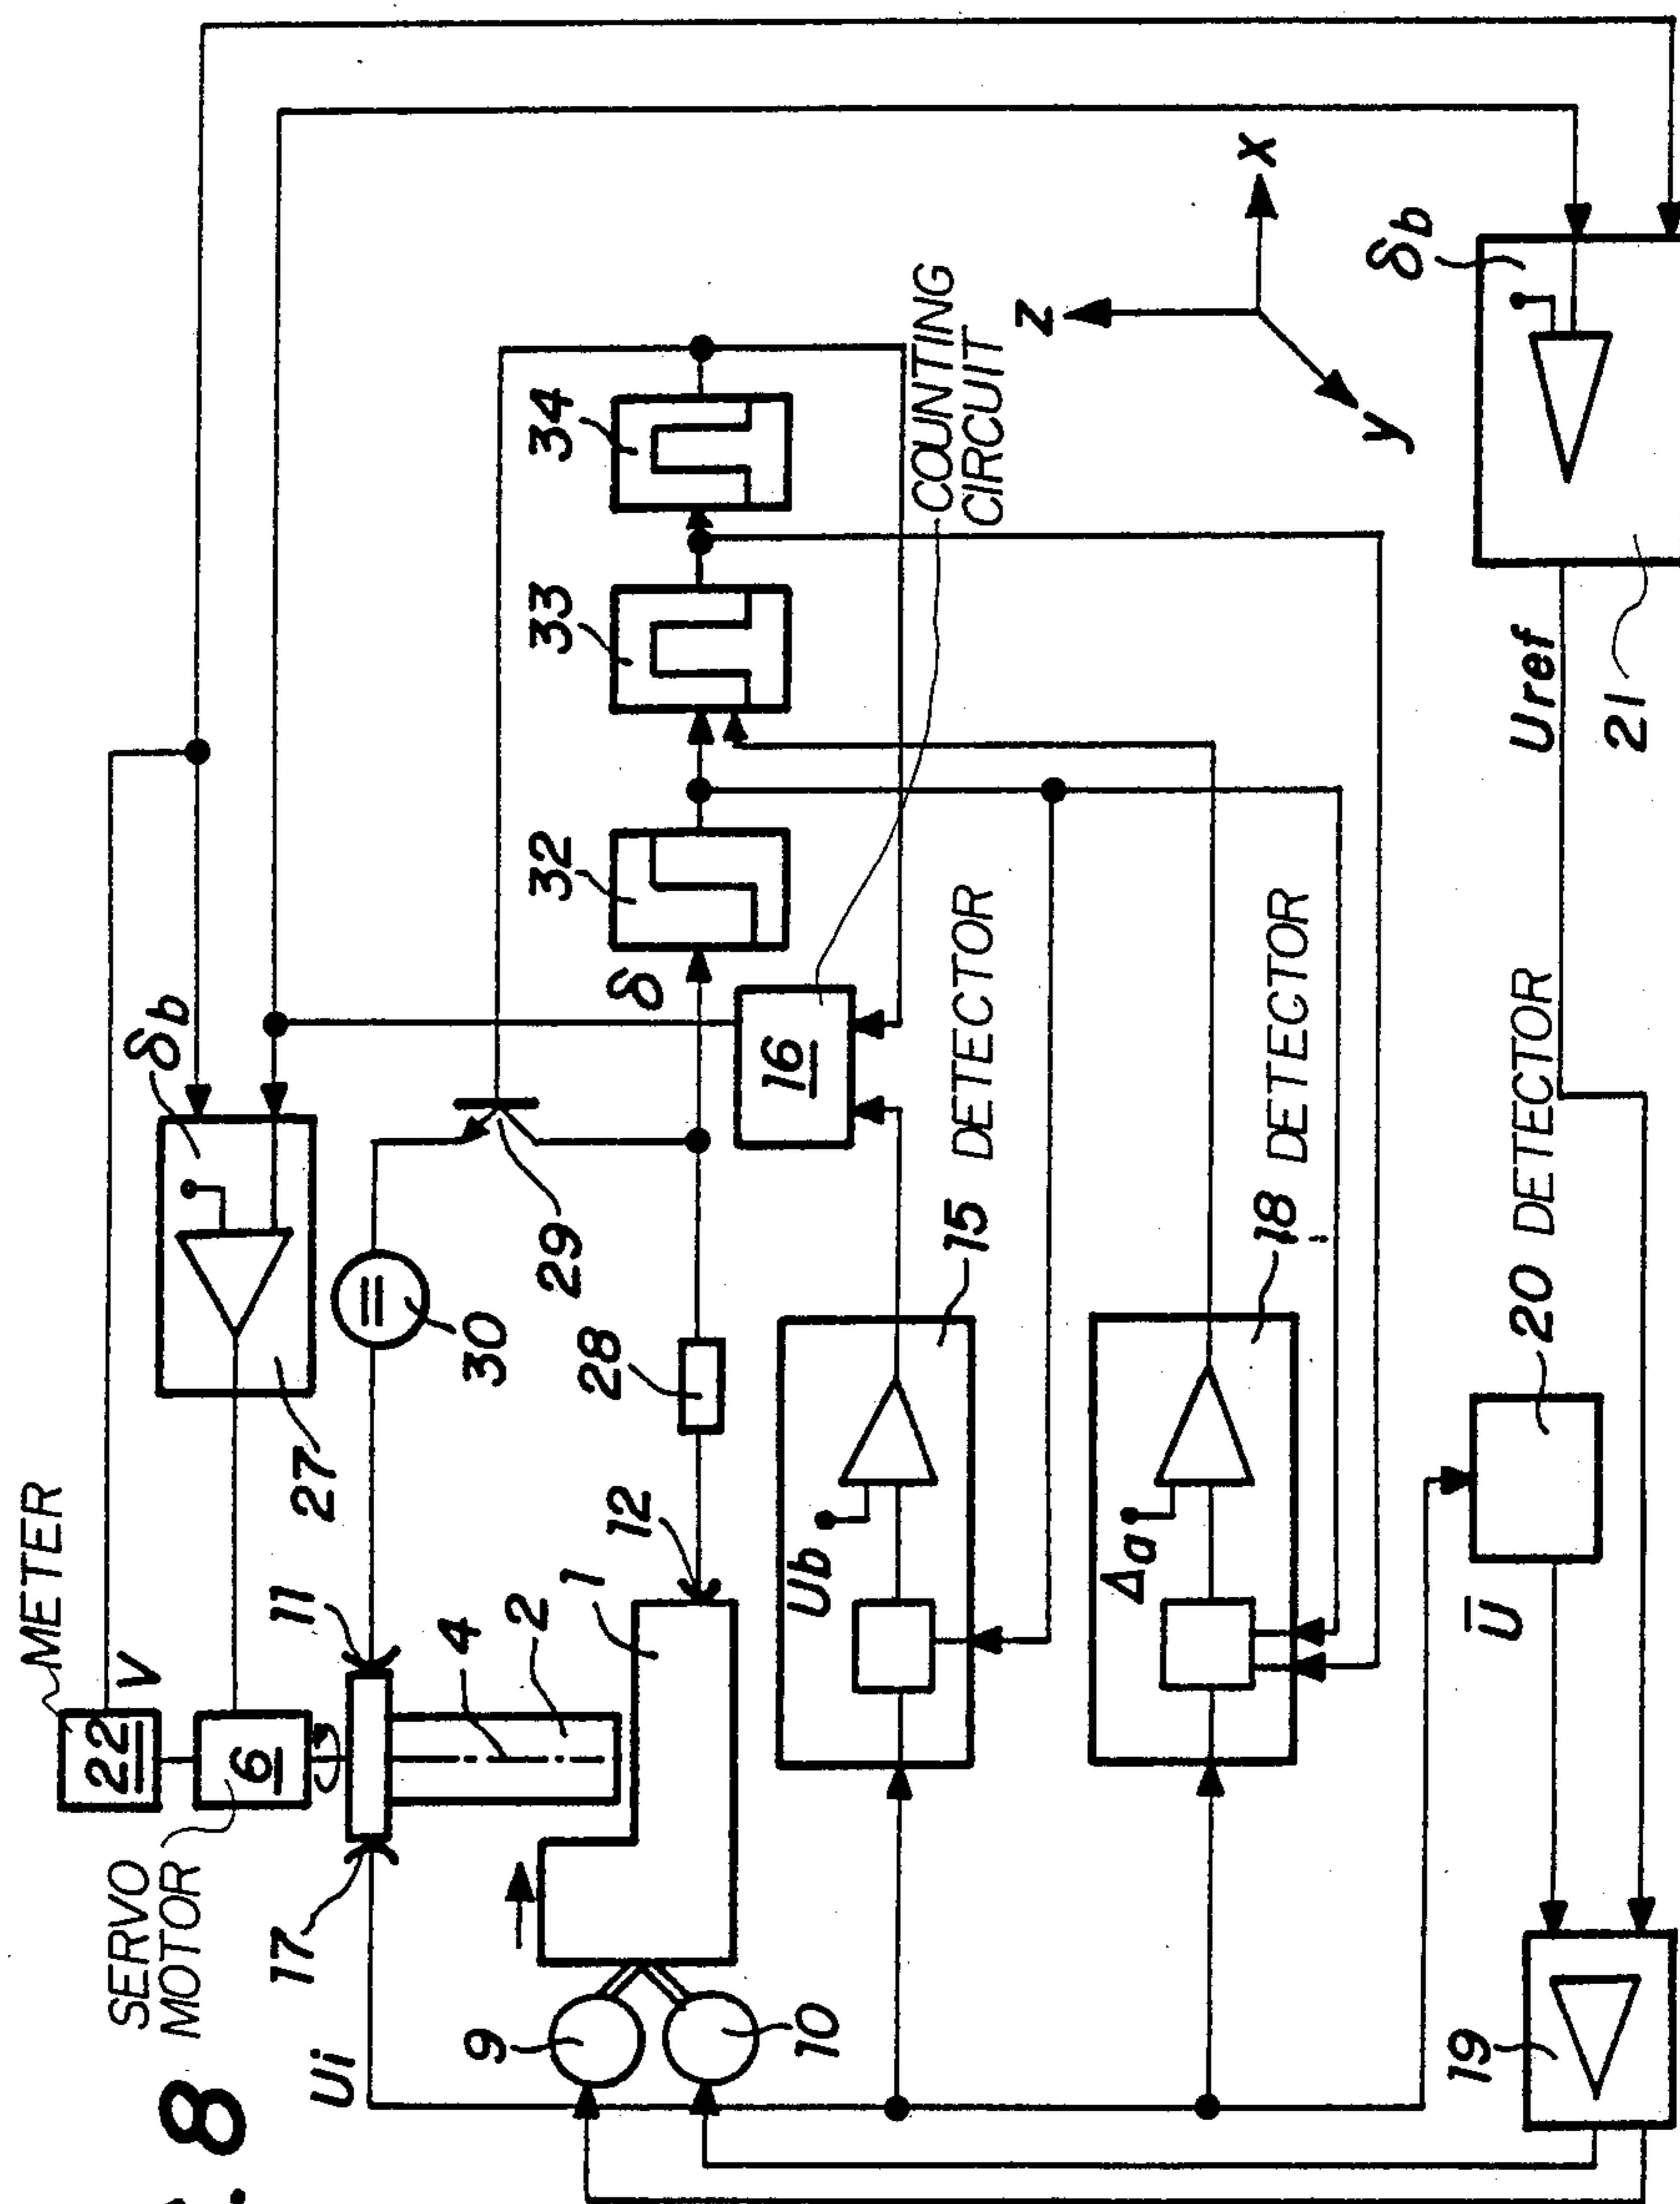 . 8
METER
22
V
SERVO
MOTOR
6
δb
27
17
11
30
29
Ui
4
2
1
12
28
δ
32
33
34
9
10
16
COUNTING
CIRCUIT
Ub
15
DETECTOR
Δa
18
DETECTOR
z
x
y
20
DETECTOR
Ū
Uref
δb
21
19